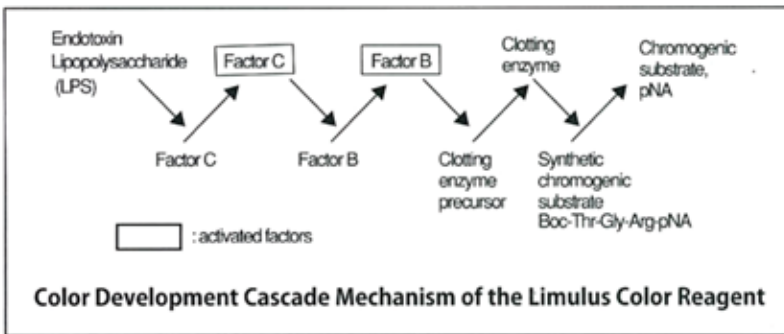 Endotoxin
Lipopolysaccharide
(LPS)
Factor C
Factor C
Factor B
Factor B
Clotting
enzyme
precursor
Clotting
enzyme
Synthetic
chromogenic
substrate
Boc-Thr-Gly-Arg-pNA
Chromogenic
substrate,
pNA
: activated factors
Color Development Cascade Mechanism of the Limulus Color Reagent